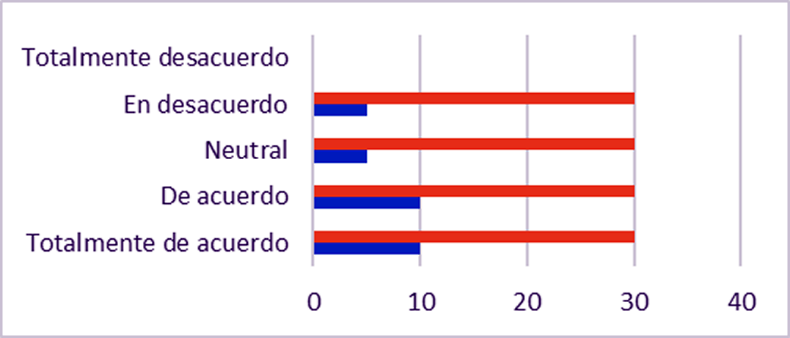 Totalmente desacuerdo
En desacuerdo
Neutral
De acuerdo
Totalmente de acuerdo
0 10 20 30 40